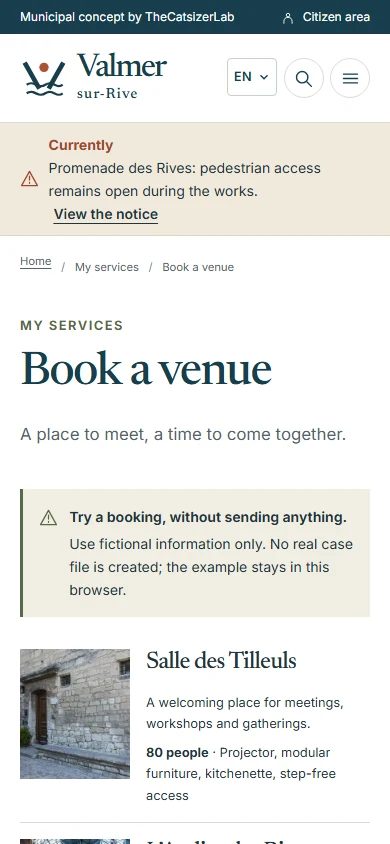 Municipal concept by TheCatsizerLab
Citizen area
Valmer
sur-Rive
EN
Currently
Promenade des Rives: pedestrian access
remains open during the works.
View the notice
Home / My services / Book a venue
MY SERVICES
Book a venue
A place to meet, a time to come together.
Try a booking, without sending anything.
Use fictional information only. No real case
file is created; the example stays in this
browser.
Salle des Tilleuls
A welcoming place for meetings,
workshops and gatherings.
80 people · Projector, modular
furniture, kitchenette, step-free
access